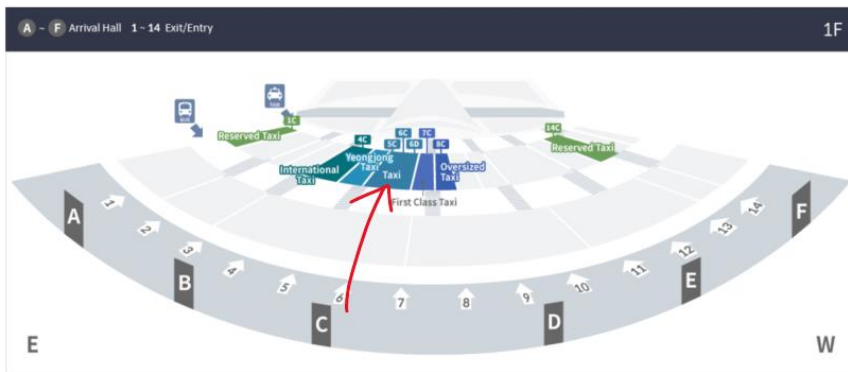 A ~ F Arrival Hall 1 ~ 14 Exit/Entry
1F
BUS
TAXI
1C
Reserved Taxi
4C
5C
6C
6D
7C
8C
14C
Reserved Taxi
International
Taxi
Yeongjong
Taxi
Taxi
Oversized
Taxi
First Class Taxi
A
1
2
3
B
4
5
C
6
7
8
9
D
10
11
12
E
13
14
F
E
W